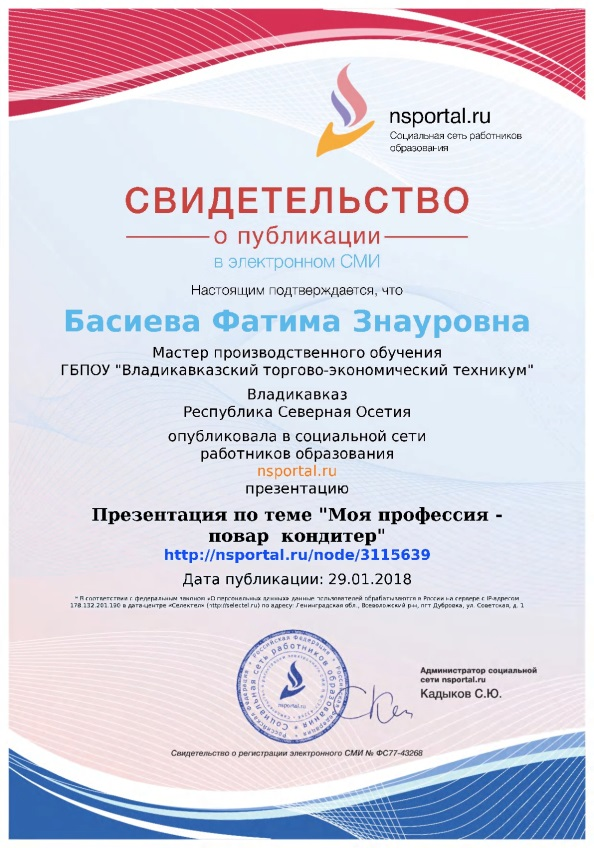 nsportal.ru
Социальная сеть работников
образования
СВИДЕТЕЛЬСТВО
о публикации
в электронном СМИ
Настоящим подтверждается, что
Басиева Фатима Знауровна
Мастер производственного обучения
ГБПОУ "Владикавказский торгово-экономический техникум"
Владикавказ
Республика Северная Осетия
опубликовала в социальной сети
работников образования
nsportal.ru
презентацию
Презентация по теме "Моя профессия -
повар кондитер"
http://nsportal.ru/node/3115639
Дата публикации: 29.01.2018
* В соответствии с федеральным законом «О персональных данных» данные пользователей обрабатываются в России на сервере с IP-адресом
178.132.201.190 в дата-центре «Селектел» (http://selectel.ru) по адресу: Ленинградская обл., Всеволожский р-н, пгт Дубровка, ул. Советская, д. 1
Социальная сеть работников образования
Российская Федерация
nsportal.ru
Администратор социальной
сети nsportal.ru
Кадыков С.Ю.
Свидетельство о регистрации электронного СМИ № ФС77-43268